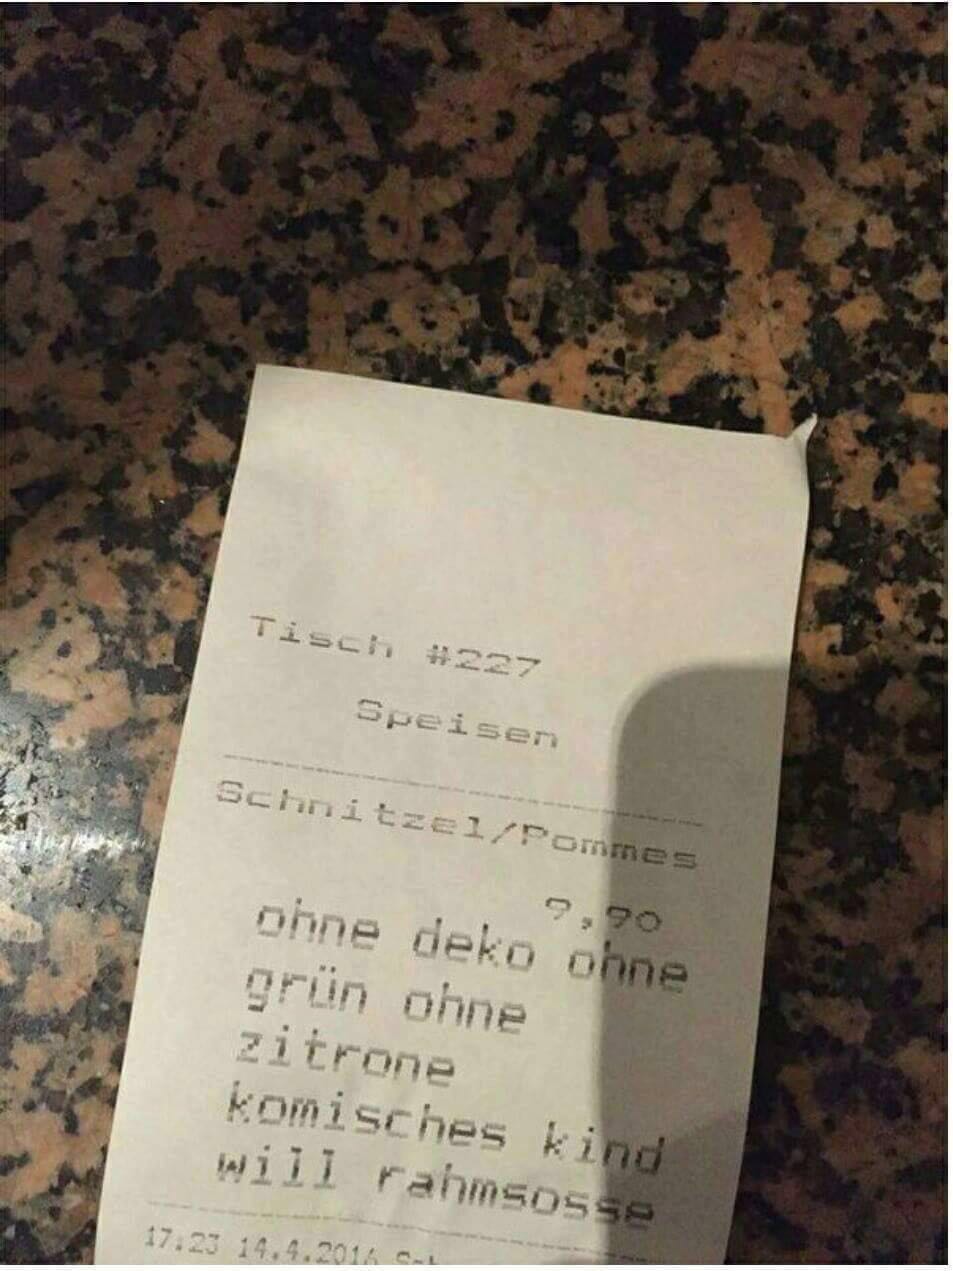 Tisch #227
Speisen
Schnitzel/Pommes
9,90
ohne deko ohne
grün ohne
zitrone
komisches kind
will rahmsosse
17:23 14.4.2016